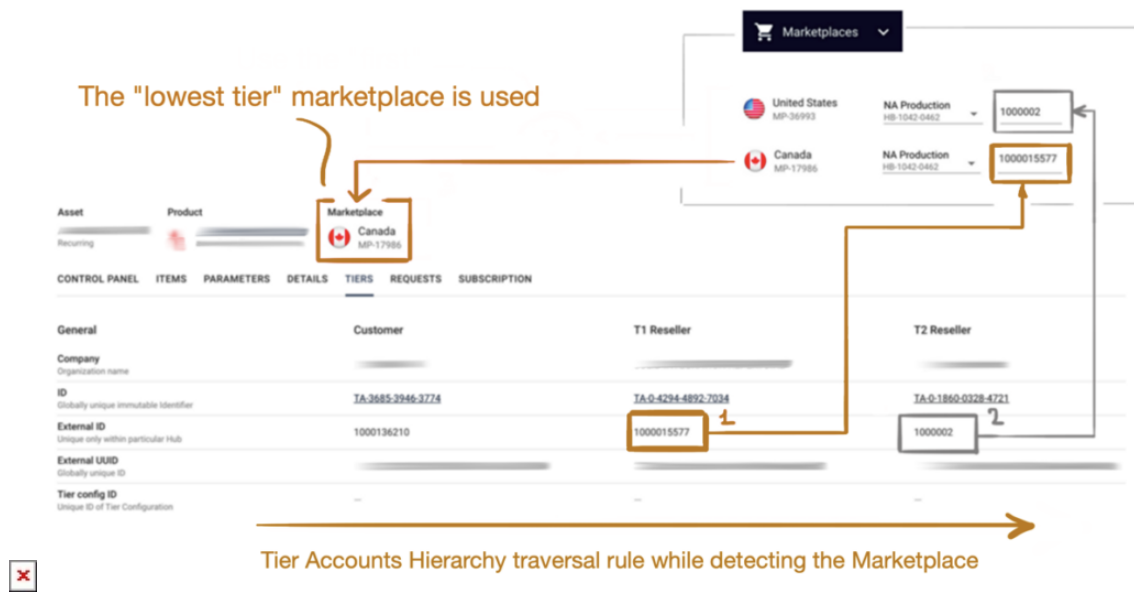 Marketplaces
The "lowest tier" marketplace is used
United States
MP-36993
NA Production
HB-1042-0462
1000002
Canada
MP-17986
NA Production
HB-1042-0462
1000015577
Asset
Product
Marketplace
Recurring
Canada
MP-17986
CONTROL PANEL ITEMS PARAMETERS DETAILS TIERS REQUESTS SUBSCRIPTION
General Customer T1 Reseller T2 Reseller
Company
Organization name
ID TA-3685-3946-3774 TA-0-4294-4892-7034 TA-0-1860-0328-4721
Globally unique immutable Identifier
1
2
External ID 1000136210 1000015577 1000002
Unique only within particular Hub
External UUID
Globally unique ID
Tier config ID
Unique ID of Tier Configuration
– – –
Tier Accounts Hierarchy traversal rule while detecting the Marketplace